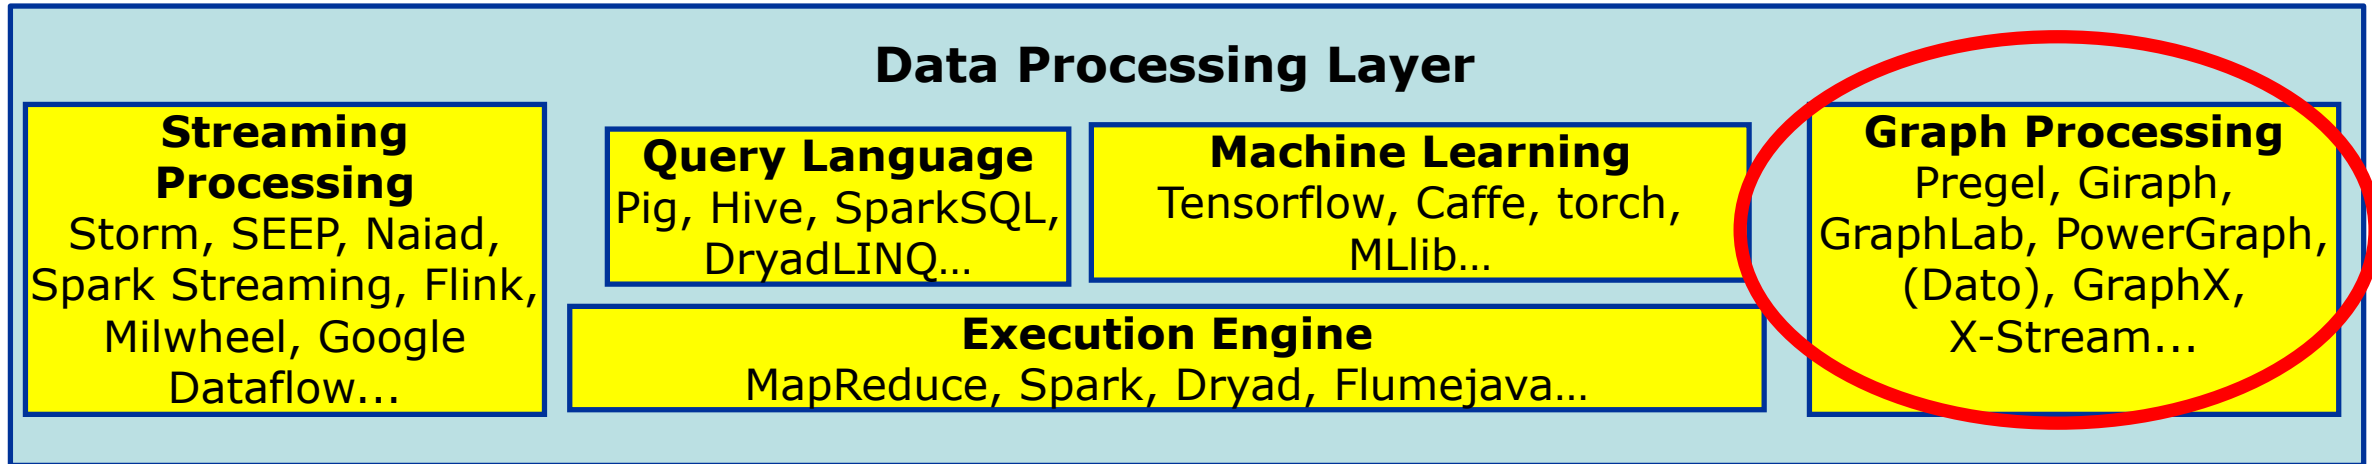 Data Processing Layer
Streaming
Processing
Storm, SEEP, Naiad,
Spark Streaming, Flink,
Milwheel, Google
Dataflow...
Query Language
Pig, Hive, SparkSQL,
DryadLINQ…
Machine Learning
Tensorflow, Caffe, torch,
MLlib…
Execution Engine
MapReduce, Spark, Dryad, Flumejava…
Graph Processing
Pregel, Giraph,
GraphLab, PowerGraph,
(Dato), GraphX,
X-Stream...